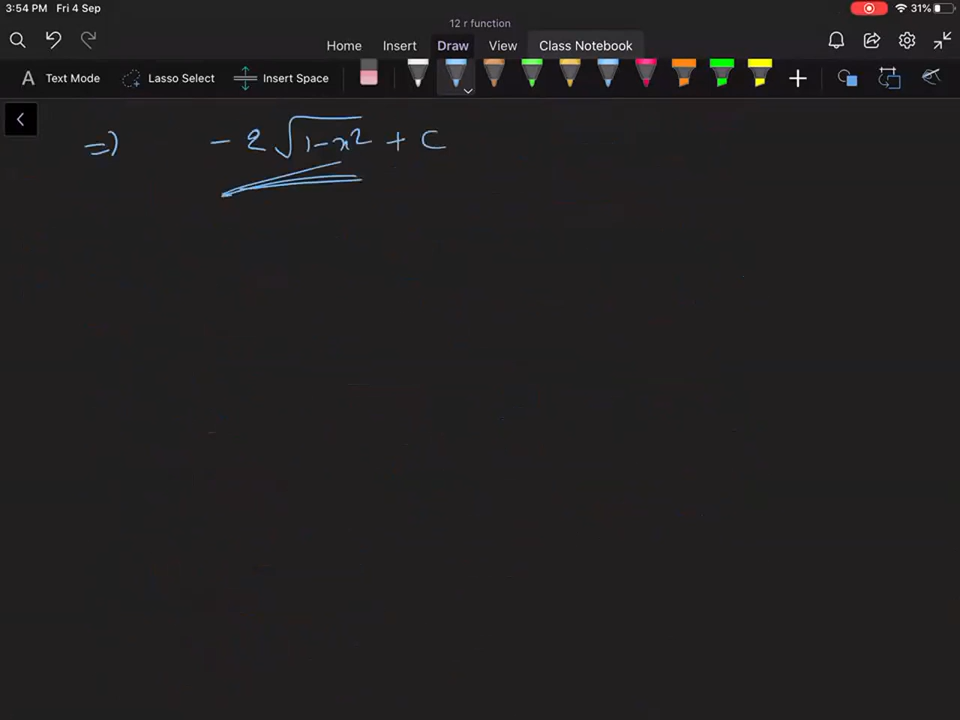 3:54 PM Fri 4 Sep 31%
12 r function
Home Insert Draw View Class Notebook
A Text Mode Lasso Select Insert Space
=) - 2 √1-x² + C